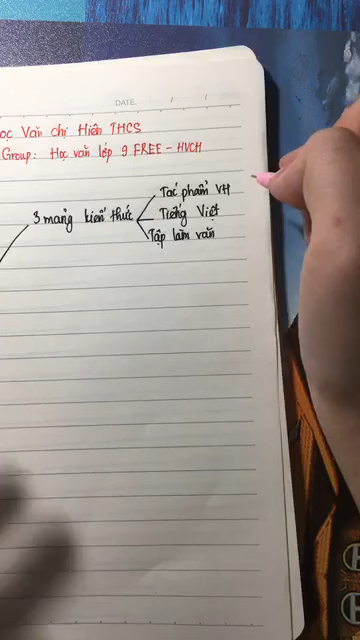 DATE. / /
ọc Văn chị Hiên THCS
Group: Học văn lớp 9 FREE - HVCH
Tác phẩm VH
3 mảng kiến thức
Tiếng Việt
Tập làm văn